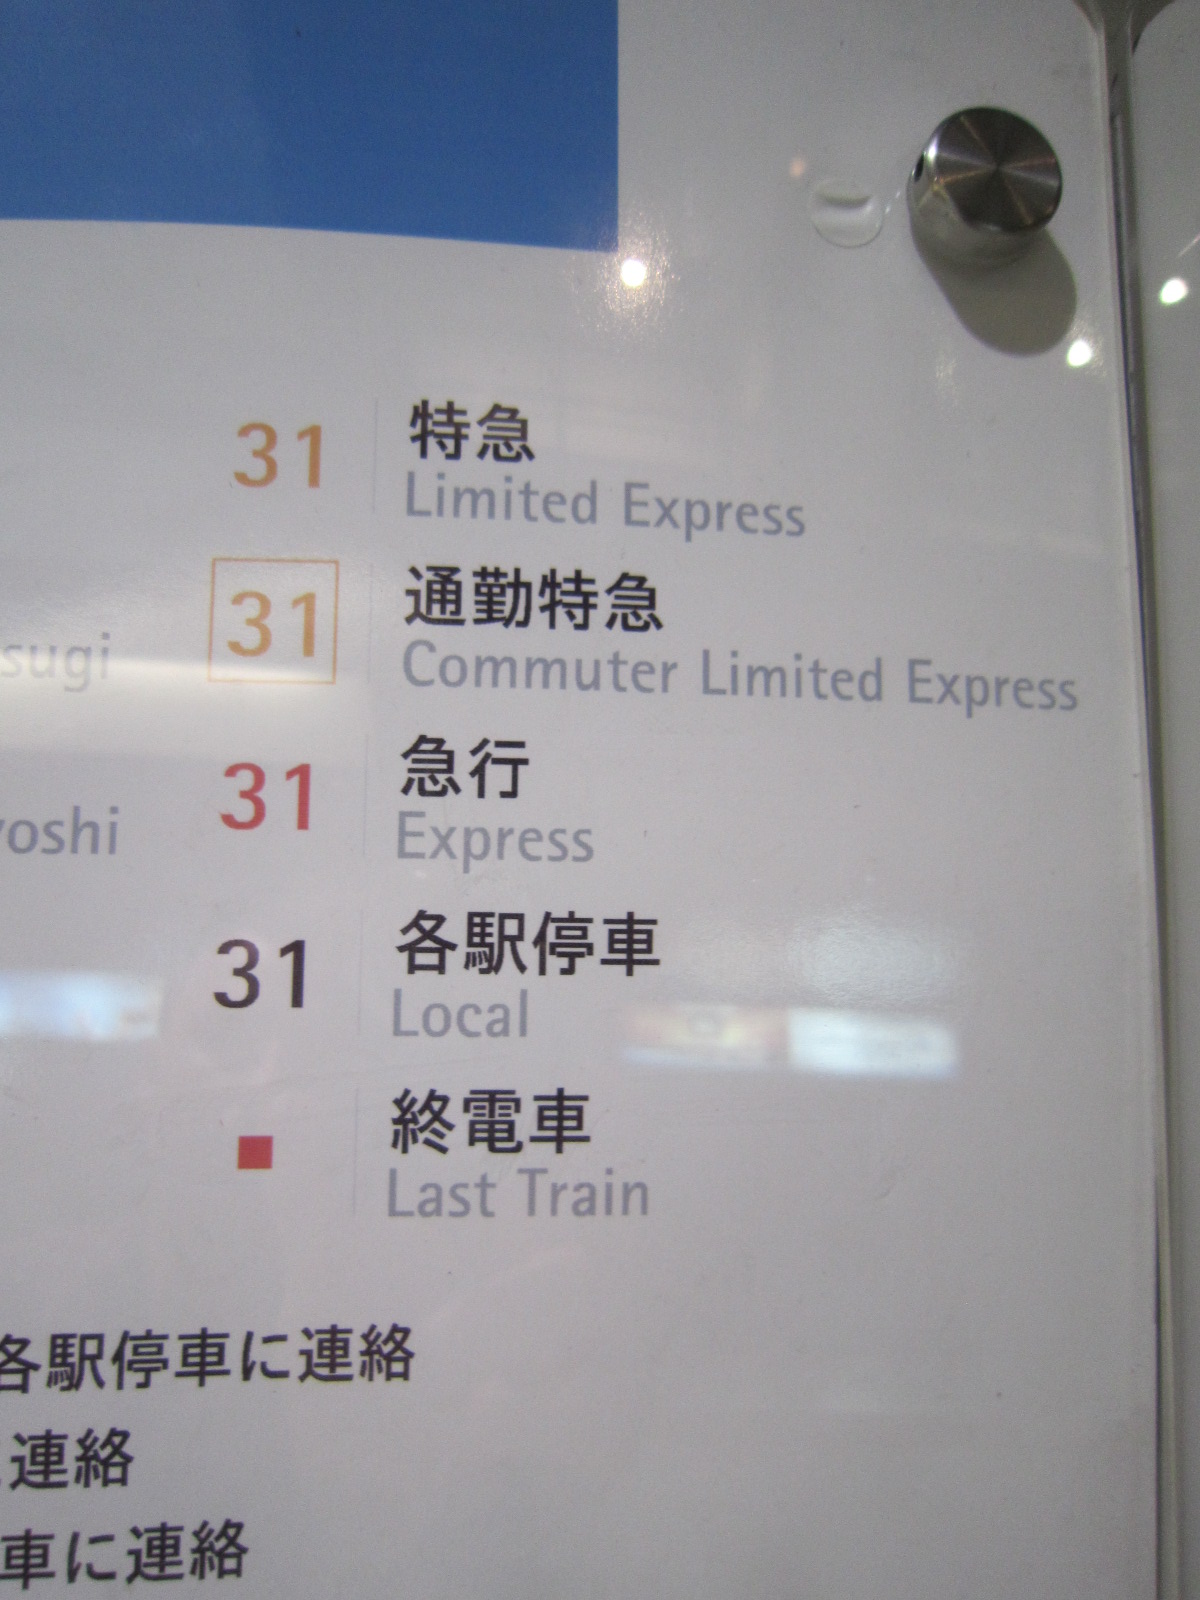 31 特急
Limited Express
31 通勤特急
sugi Commuter Limited Express
31 急行
yoshi Express
31 各駅停車
Local
終電車
Last Train
各駅停車に連絡
連絡
車に連絡